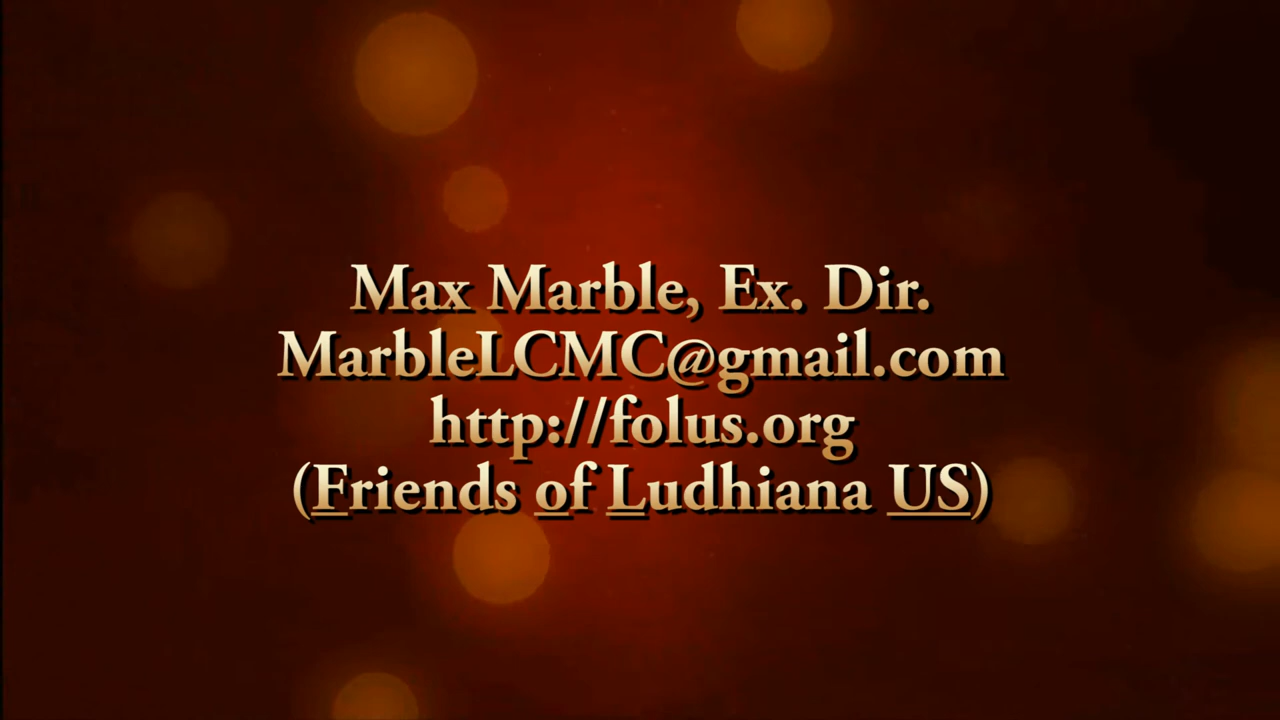 Max Marble, Ex. Dir.
MarbleLCMC@gmail.com
http://folus.org
(Friends of Ludhiana US)